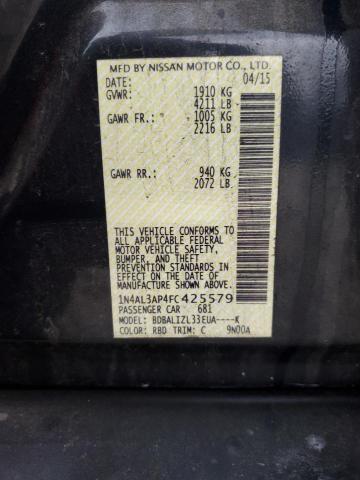 MFD BY NISSAN MOTOR CO., LTD.
DATE: 04/15
GVWR: 1910 KG
4211 LB
GAWR FR: 1005 KG
2216 LB
GAWR RR: 940 KG
2072 LB
THIS VEHICLE CONFORMS TO
ALL APPLICABLE FEDERAL
MOTOR VEHICLE SAFETY,
BUMPER, AND THEFT
PREVENTION STANDARDS IN
EFFECT ON THE DATE OF
MANUFACTURE SHOWN ABOVE.
1N4AL3AP4FC425579
PASSENGER CAR 681
MODEL: BDBALIZL33EUA----K
COLOR: RBD TRIM: C 9N00A